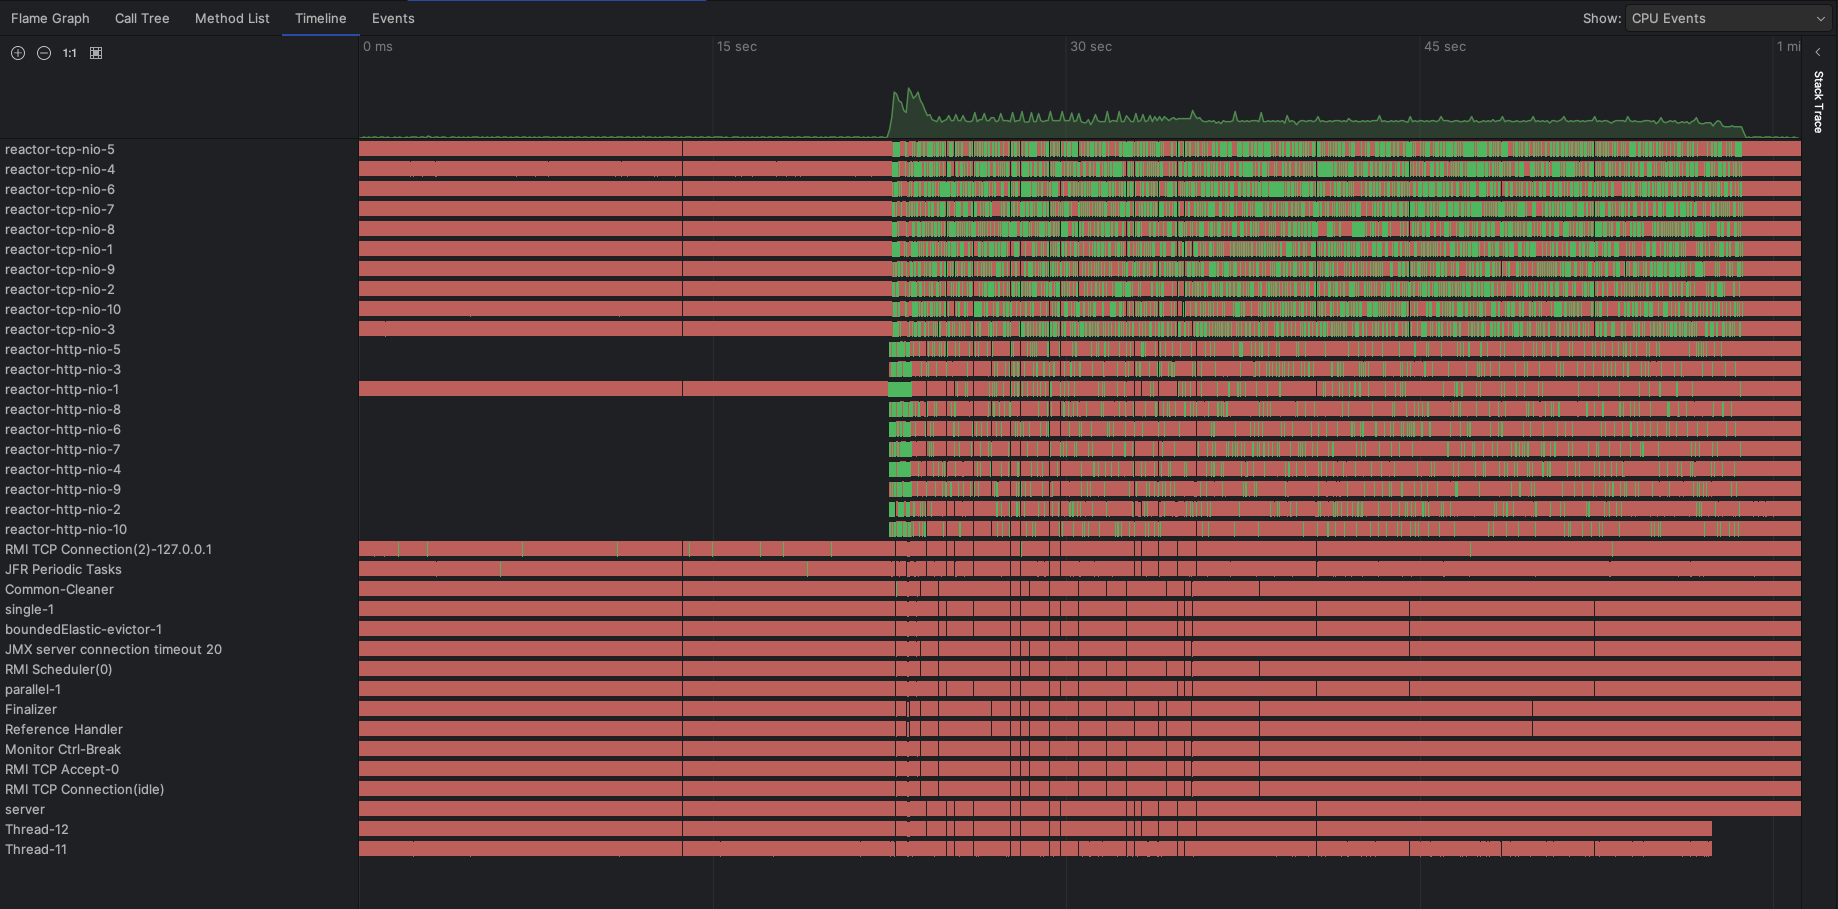 Flame Graph Call Tree Method List Timeline Events Show: CPU Events
1:1 0 ms 15 sec 30 sec 45 sec 1 mi
Stack Trace
reactor-tcp-nio-5
reactor-tcp-nio-4
reactor-tcp-nio-6
reactor-tcp-nio-7
reactor-tcp-nio-8
reactor-tcp-nio-1
reactor-tcp-nio-9
reactor-tcp-nio-2
reactor-tcp-nio-10
reactor-tcp-nio-3
reactor-http-nio-5
reactor-http-nio-3
reactor-http-nio-1
reactor-http-nio-8
reactor-http-nio-6
reactor-http-nio-7
reactor-http-nio-4
reactor-http-nio-9
reactor-http-nio-2
reactor-http-nio-10
RMI TCP Connection(2)-127.0.0.1
JFR Periodic Tasks
Common-Cleaner
single-1
boundedElastic-evictor-1
JMX server connection timeout 20
RMI Scheduler(0)
parallel-1
Finalizer
Reference Handler
Monitor Ctrl-Break
RMI TCP Accept-0
RMI TCP Connection(idle)
server
Thread-12
Thread-11